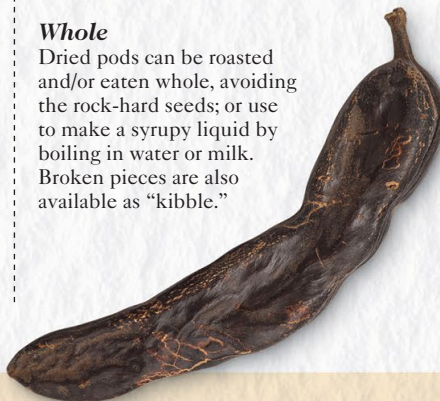 Whole
Dried pods can be roasted
and/or eaten whole, avoiding
the rock-hard seeds; or use
to make a syrupy liquid by
boiling in water or milk.
Broken pieces are also
available as “kibble.”